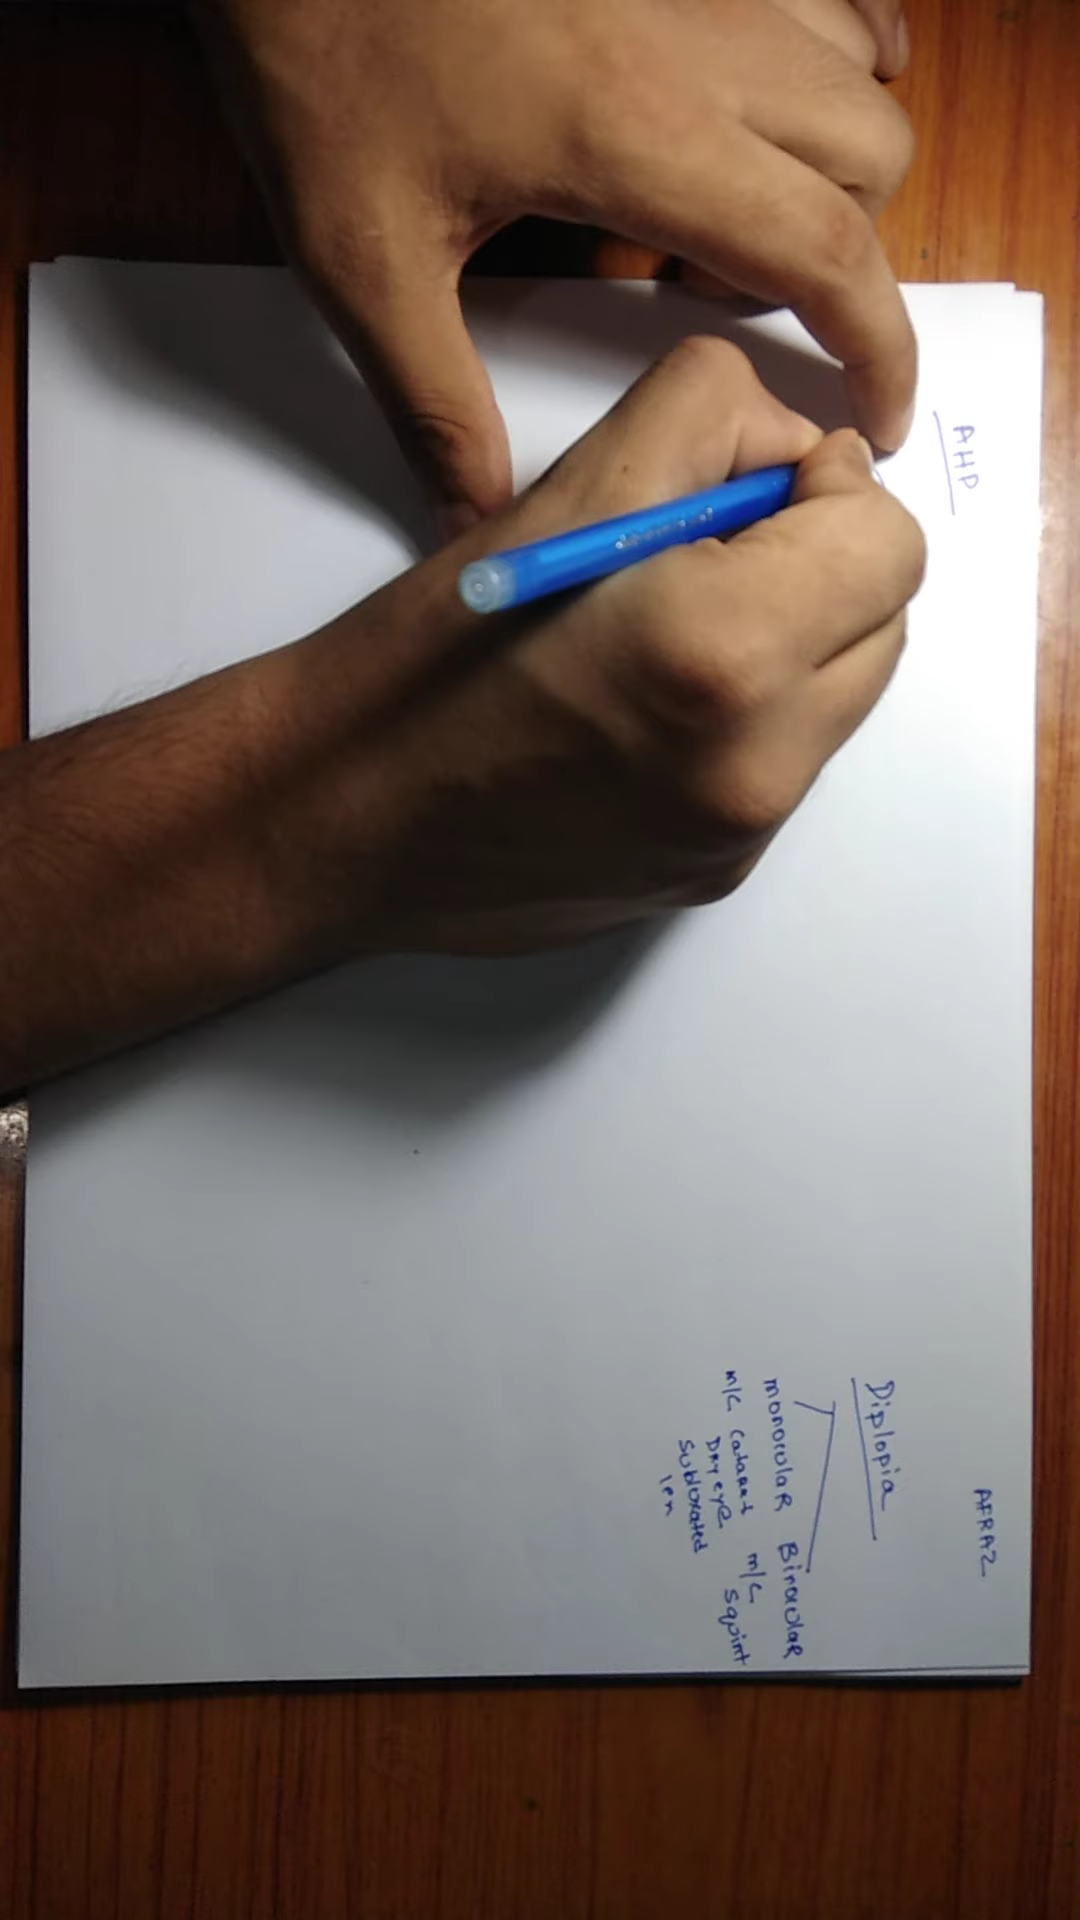 AHP
AFRAZ
Diplopia
monocular Binocular
m/c Cataract m/c
Dry eye squint
Subluxated
len